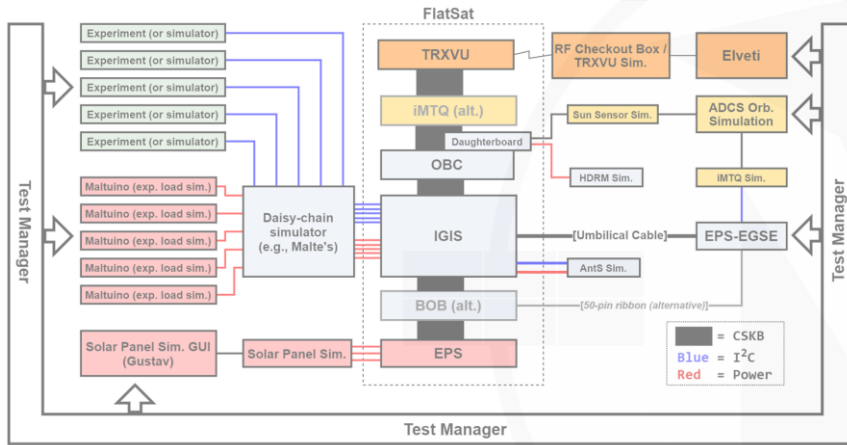 FlatSat
Experiment (or simulator)
Experiment (or simulator)
Experiment (or simulator)
Experiment (or simulator)
Experiment (or simulator)
TRXVU
RF Checkout Box /
TRXVU Sim.
Elveti
iMTQ (alt.)
Daughterboard
OBC
Sun Sensor Sim.
ADCS Orb.
Simulation
HDRM Sim.
iMTQ Sim.
Test Manager
Maltuino (exp. load sim.)
Maltuino (exp. load sim.)
Maltuino (exp. load sim.)
Maltuino (exp. load sim.)
Maltuino (exp. load sim.)
Daisy-chain
simulator
(e.g., Malte's)
IGIS
[Umbilical Cable]
EPS-EGSE
AntS Sim.
Test Manager
BOB (alt.)
[50-pin ribbon (alternative)]
Solar Panel Sim. GUI
(Gustav)
Solar Panel Sim.
EPS
= CSKB
Blue = I²C
Red = Power
Test Manager